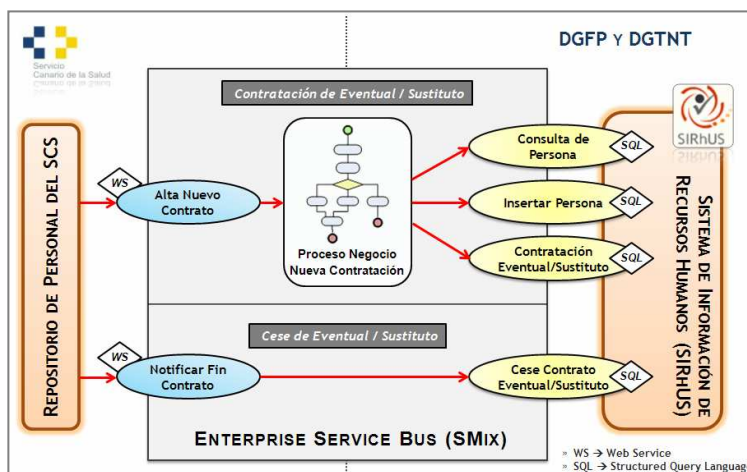 Servicio
Canario de la Salud
DGFP Y DGTNT
SIRhUS
Contratación de Eventual / Sustituto
REPOSITORIO DE PERSONAL DEL SCS
WS
Alta Nuevo
Contrato
Proceso Negocio
Nueva Contratación
Consulta de
Persona
SQL
Insertar Persona
SQL
Contratación
Eventual/Sustituto
SQL
SISTEMA DE INFORMACIÓN DE
RECURSOS HUMANOS (SIRHUS)
Cese de Eventual / Sustituto
WS
Notificar Fin
Contrato
Cese Contrato
Eventual/Sustituto
SQL
ENTERPRISE SERVICE BUS (SMIX)
» WS → Web Service
» SQL → Structured Query Language